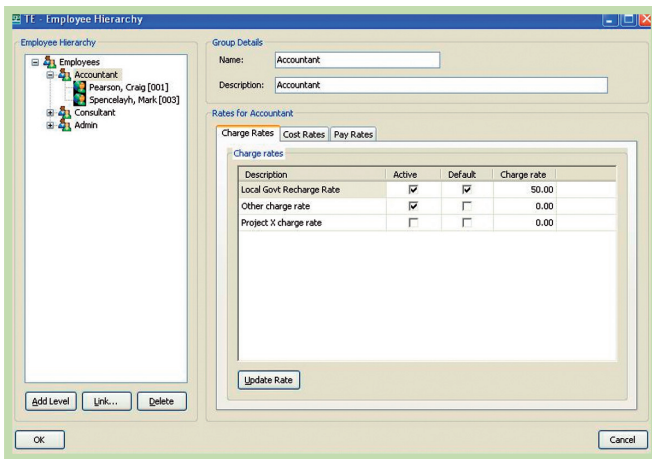 TE - Employee Hierarchy
Employee Hierarchy
Employees
Accountant
Pearson, Craig [001]
Spencelayh, Mark [003]
Consultant
Admin
Add Level Link... Delete
Group Details
Name: Accountant
Description: Accountant
Rates for Accountant
Charge Rates Cost Rates Pay Rates
Charge rates
Description Active Default Charge rate
Local Govt Recharge Rate 50.00
Other charge rate 0.00
Project X charge rate 0.00
Update Rate
OK Cancel